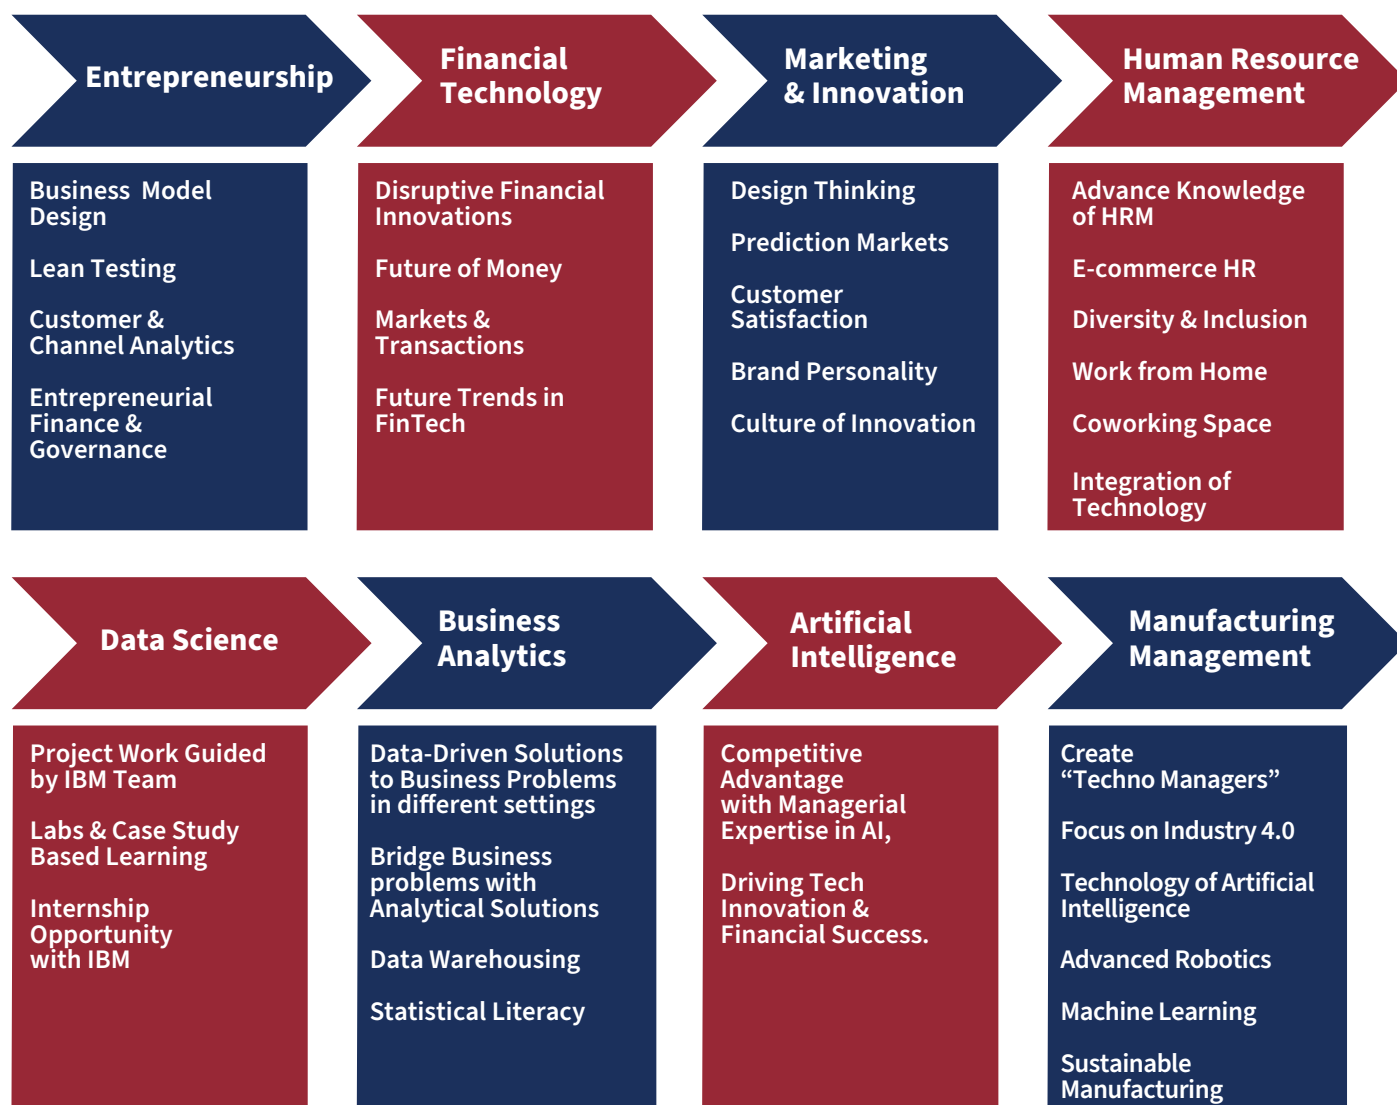 Entrepreneurship
Business Model
Design
Lean Testing
Customer &
Channel Analytics
Entrepreneurial
Finance &
Governance
Financial
Technology
Disruptive Financial
Innovations
Future of Money
Markets &
Transactions
Future Trends in
FinTech
Marketing
& Innovation
Design Thinking
Prediction Markets
Customer
Satisfaction
Brand Personality
Culture of Innovation
Human Resource
Management
Advance Knowledge
of HRM
E-commerce HR
Diversity & Inclusion
Work from Home
Coworking Space
Integration of
Technology
Data Science
Project Work Guided
by IBM Team
Labs & Case Study
Based Learning
Internship
Opportunity
with IBM
Business
Analytics
Data-Driven Solutions
to Business Problems
in different settings
Bridge Business
problems with
Analytical Solutions
Data Warehousing
Statistical Literacy
Artificial
Intelligence
Competitive
Advantage
with Managerial
Expertise in AI,
Driving Tech
Innovation &
Financial Success.
Manufacturing
Management
Create
“Techno Managers”
Focus on Industry 4.0
Technology of Artificial
Intelligence
Advanced Robotics
Machine Learning
Sustainable
Manufacturing